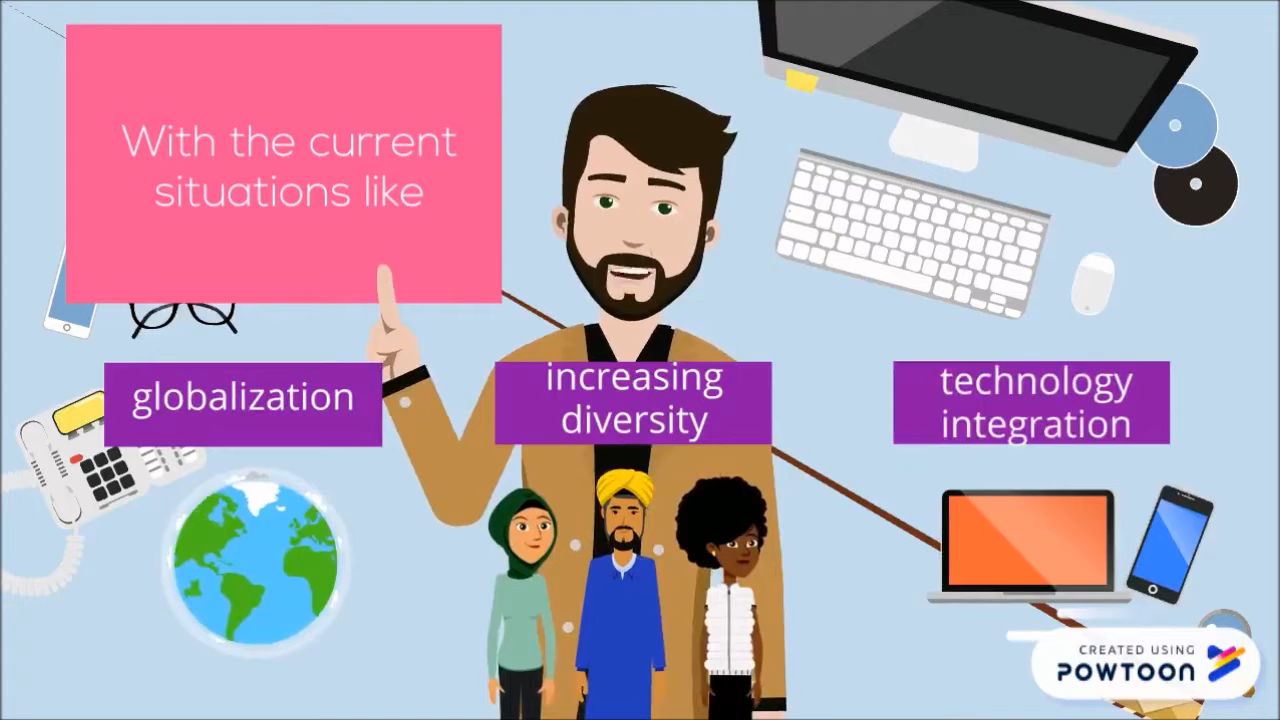 With the current
situations like
globalization
increasing
diversity
technology
integration
CREATED USING
POWTOON